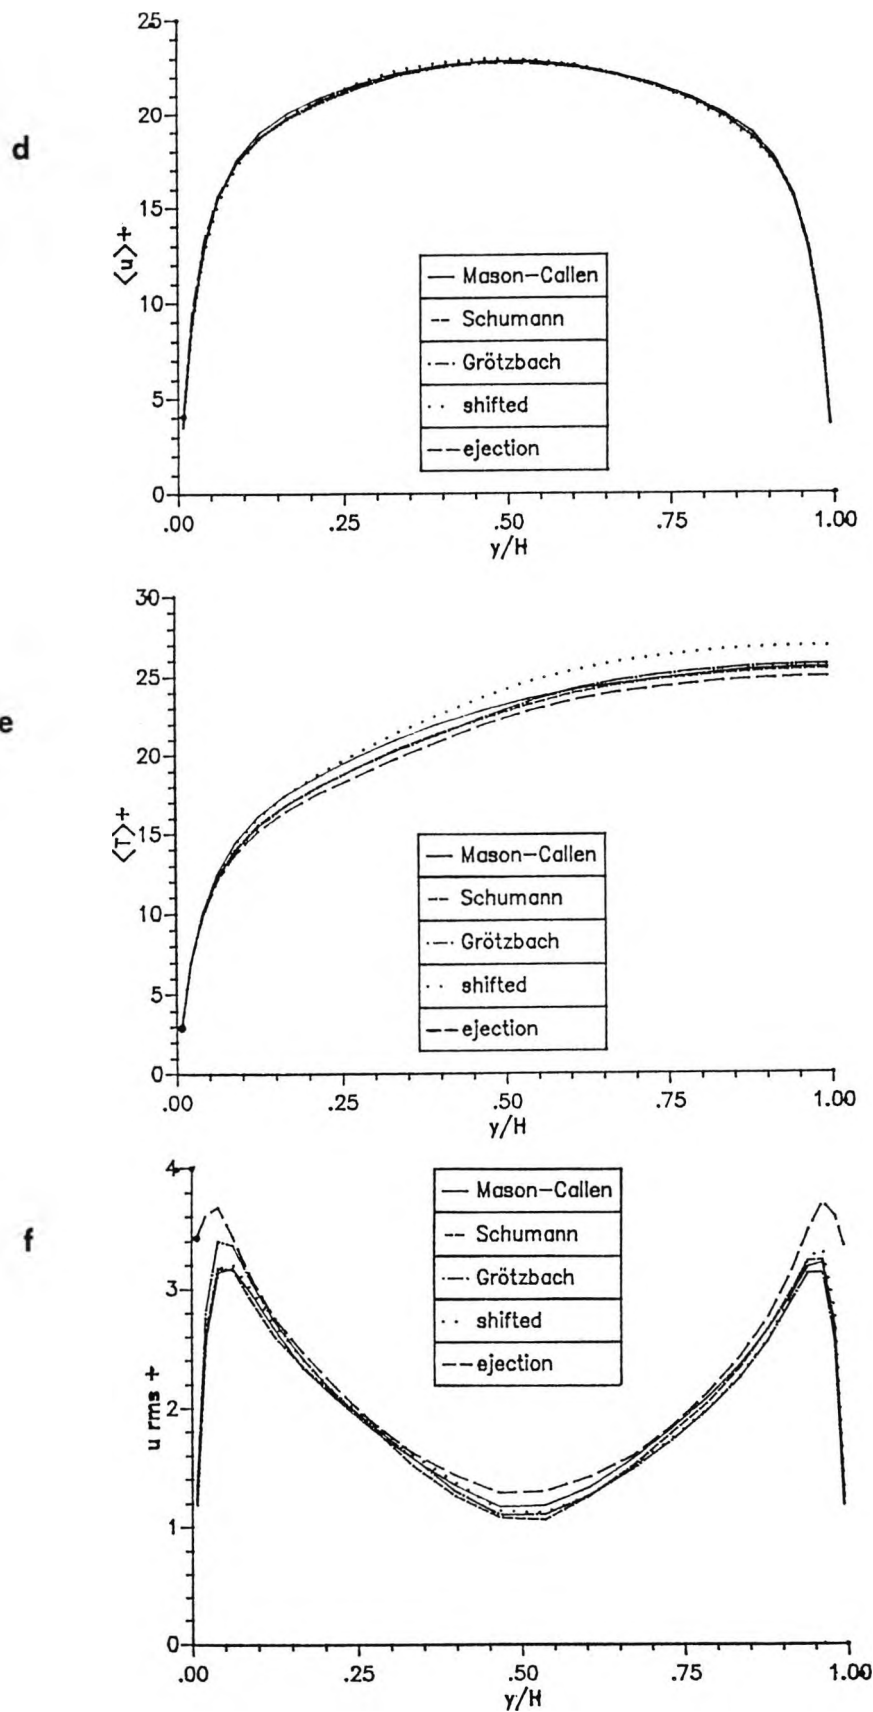 d
25
20
15
10
5
0
<u>+
Mason-Callen
Schumann
Grötzbach
shifted
ejection
.00
.25
.50
.75
1.00
y/H
e
30
25
20
15
10
5
0
<T>+
Mason-Callen
Schumann
Grötzbach
shifted
ejection
.00
.25
.50
.75
1.00
y/H
f
4
3
2
1
0
u rms +
Mason-Callen
Schumann
Grötzbach
shifted
ejection
.00
.25
.50
.75
1.00
y/H